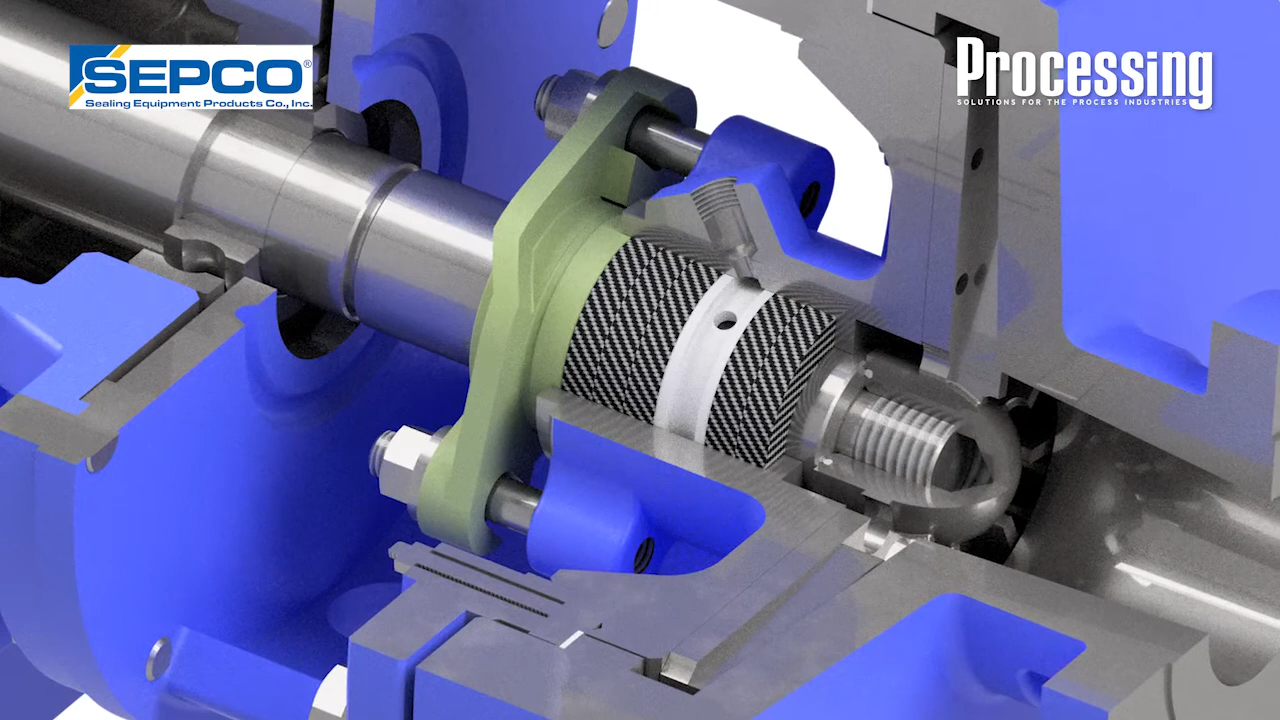 SEPCO®
Sealing Equipment Products Co., Inc.
Processing
SOLUTIONS FOR THE PROCESS INDUSTRIES